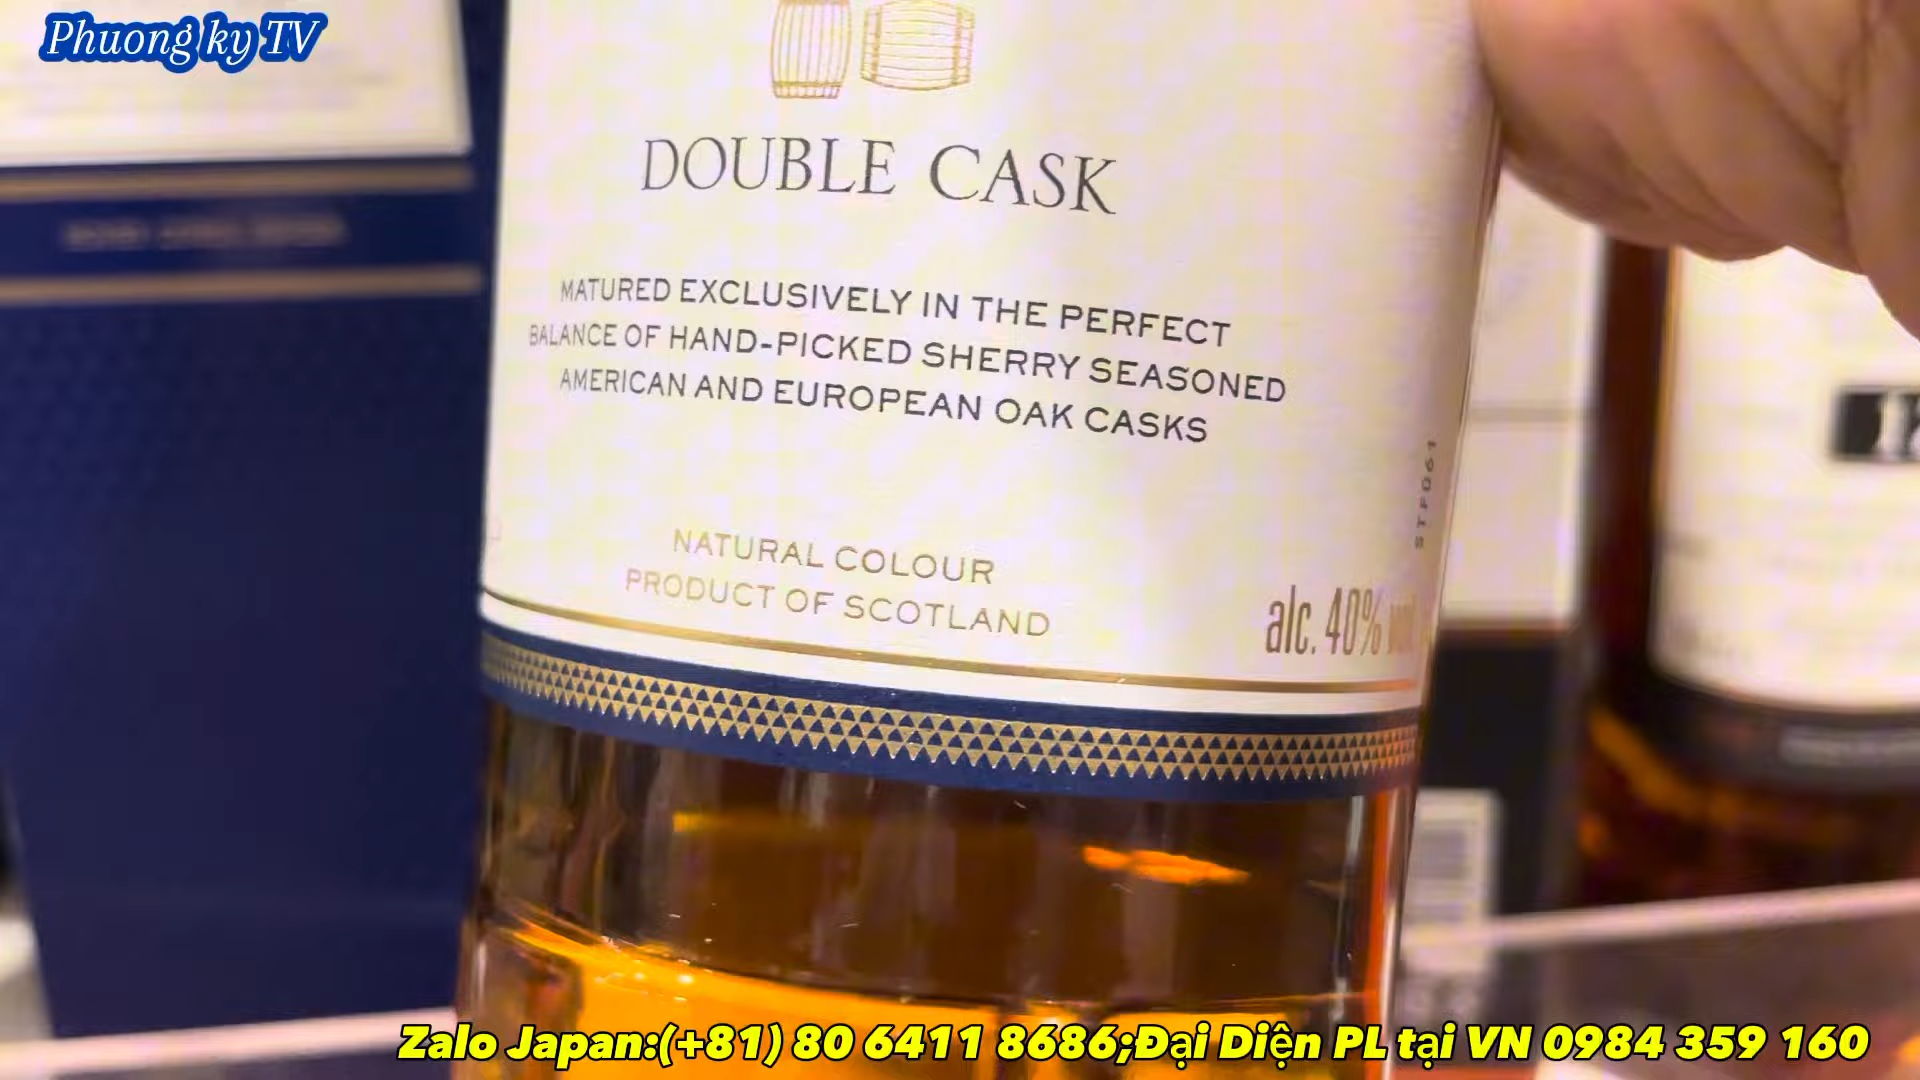 Phuong ky TV
DOUBLE CASK
MATURED EXCLUSIVELY IN THE PERFECT
BALANCE OF HAND-PICKED SHERRY SEASONED
AMERICAN AND EUROPEAN OAK CASKS
STF061
NATURAL COLOUR
PRODUCT OF SCOTLAND
alc. 40% vol
Zalo Japan:(+81) 80 6411 8686;Đại Diện PL tại VN 0984 359 160